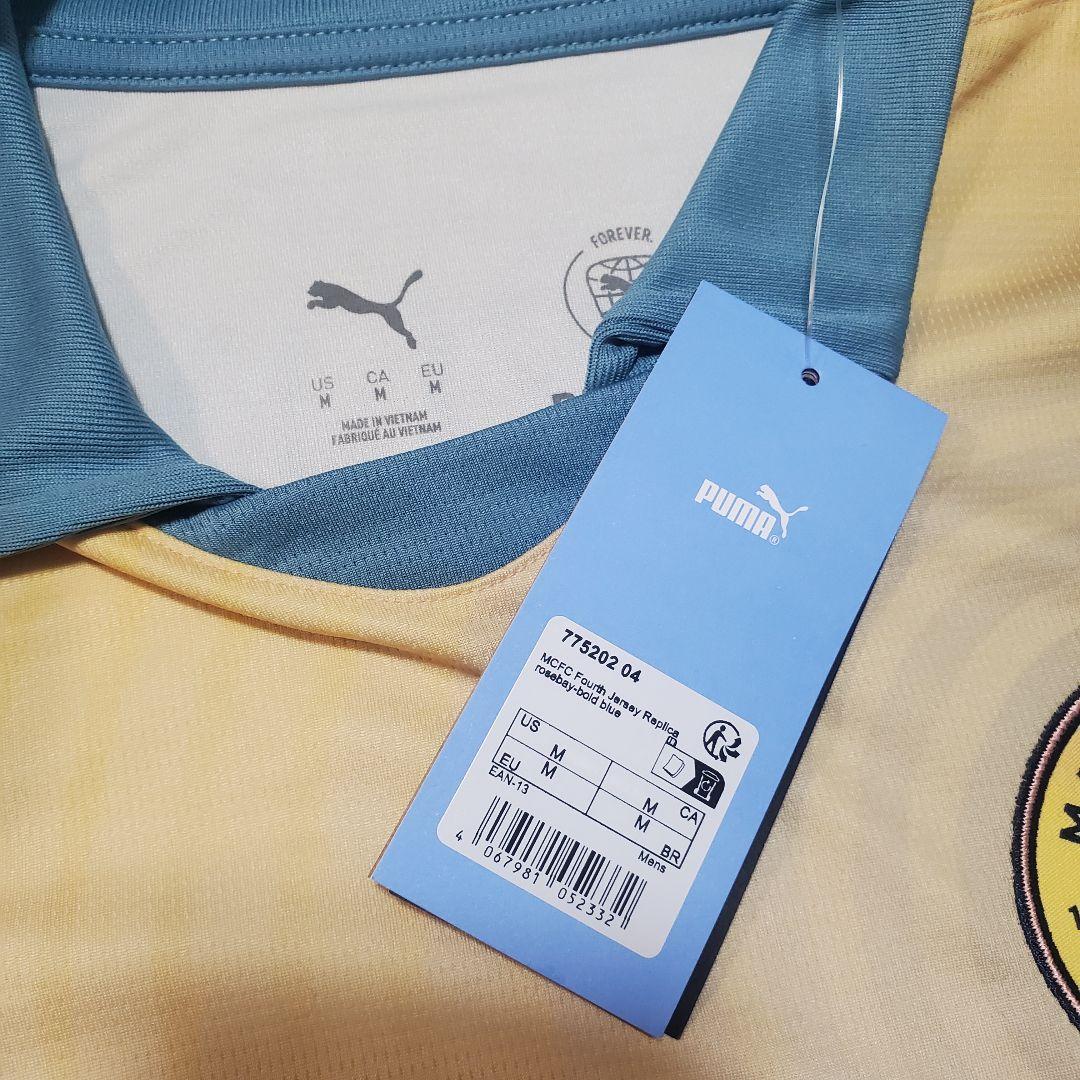 FOREVER.
US CA EU
M M M
MADE IN VIETNAM
FABRIQUÉ AU VIETNAM
PUMA®
775202 04
MCFC Fourth Jersey Replica
rosebay-bold blue
US M M CA
EU M M BR
EAN-13 Mens
4 067981 052332
M